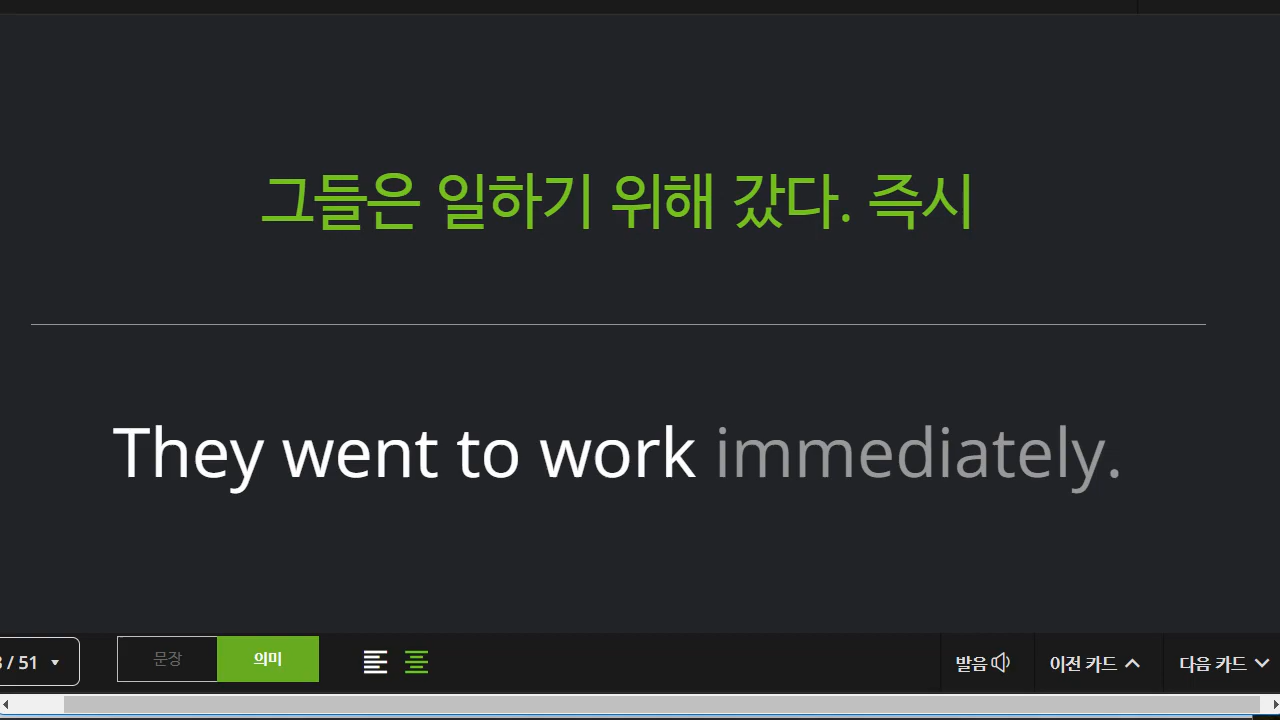 그들은 일하기 위해 갔다. 즉시
They went to work immediately.
/ 51
문장
의미
발음
이전 카드
다음 카드